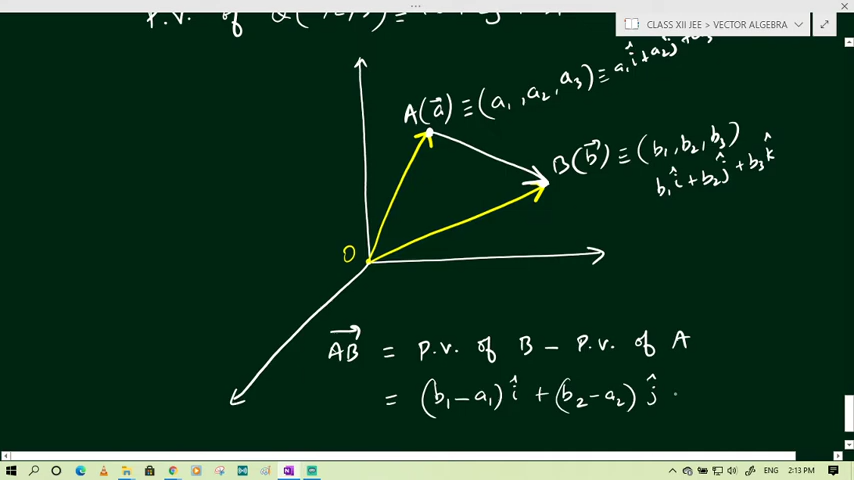 P.V. of
CLASS XII JEE > VECTOR ALGEBRA
A(a⃗) ≡ (a₁, a₂, a₃) ≡ a₁î + a₂ĵ +
B(b⃗) ≡ (b₁, b₂, b₃)
b₁î + b₂ĵ + b₃k̂
O
A⃗B⃗ = P.V. of B – P.V. of A
= (b₁ – a₁) î + (b₂ – a₂) ĵ
ENG 2:13 PM